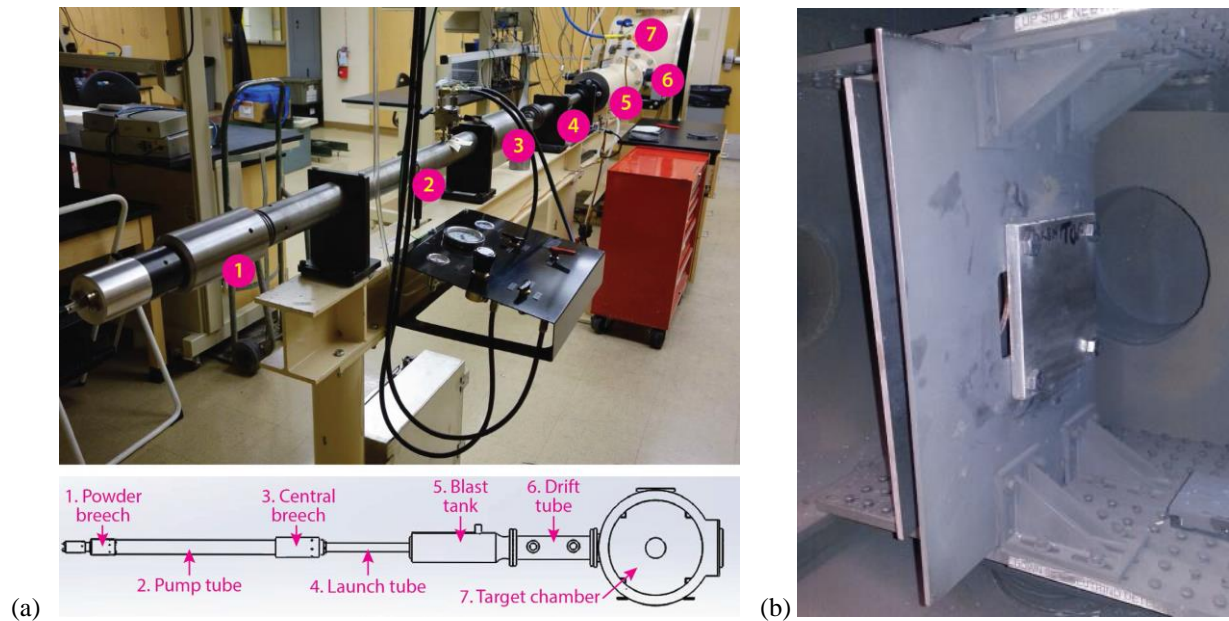 7
6
5
4
3
2
1
1. Powder
breech
3. Central
breech
5. Blast
tank
6. Drift
tube
2. Pump tube
4. Launch tube
7. Target chamber
(a)
(b)
UP SIDE NEUTRINO